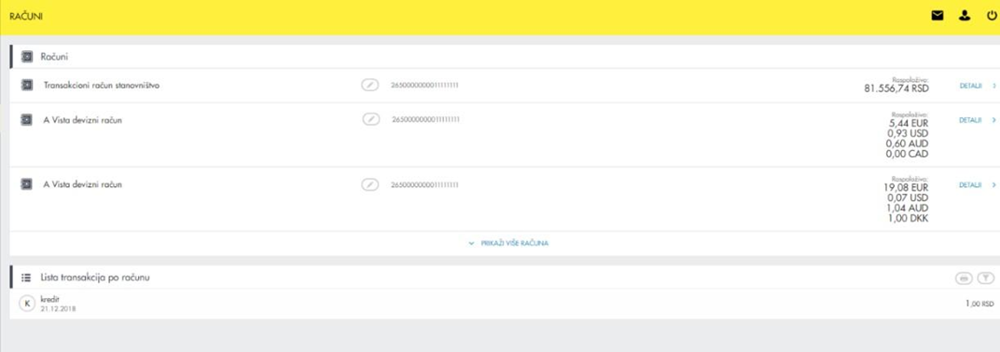 RAČUNI
Računi
Transakcioni račun stanovništvo
265000000001111111
Raspoloživo:
81.556,74 RSD
DETALJI
A Vista devizni račun
265000000001111111
Raspoloživo:
5,44 EUR
0,93 USD
0,60 AUD
0,00 CAD
DETALJI
A Vista devizni račun
265000000001111111
Raspoloživo:
19,08 EUR
0,07 USD
1,04 AUD
1,00 DKK
DETALJI
PRIKAŽI VIŠE RAČUNA
Lista transakcija po računu
K
kredit
21.12.2018
1,00 RSD